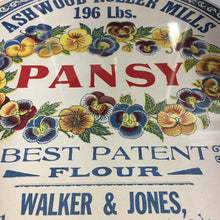 ASHWOOD ROLLER MILLS
196 Lbs.
PANSY
BEST PATENT
FLOUR
WALKER & JONES,